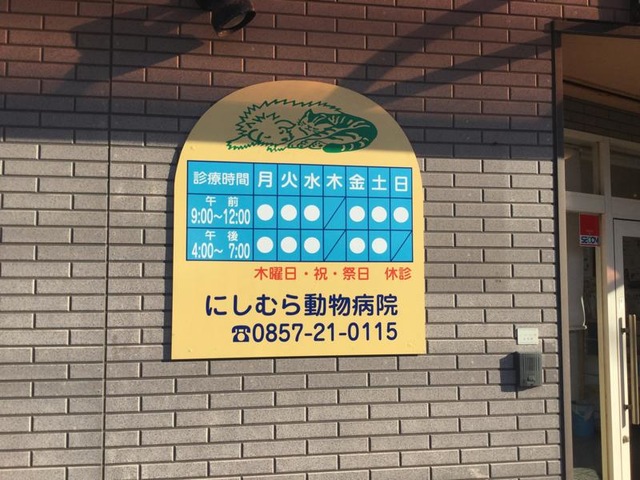 診療時間 月 火 水 木 金 土 日
午前
9:00〜12:00 ● ● ● ／ ● ● ●
午後
4:00〜7:00 ● ● ● ／ ● ● ／
木曜日・祝・祭日 休診
にしむら動物病院
☎0857-21-0115
SECOM